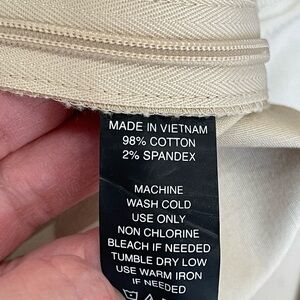 MADE IN VIETNAM
98% COTTON
2% SPANDEX
MACHINE
WASH COLD
USE ONLY
NON CHLORINE
BLEACH IF NEEDED
TUMBLE DRY LOW
USE WARM IRON
IF NEEDED